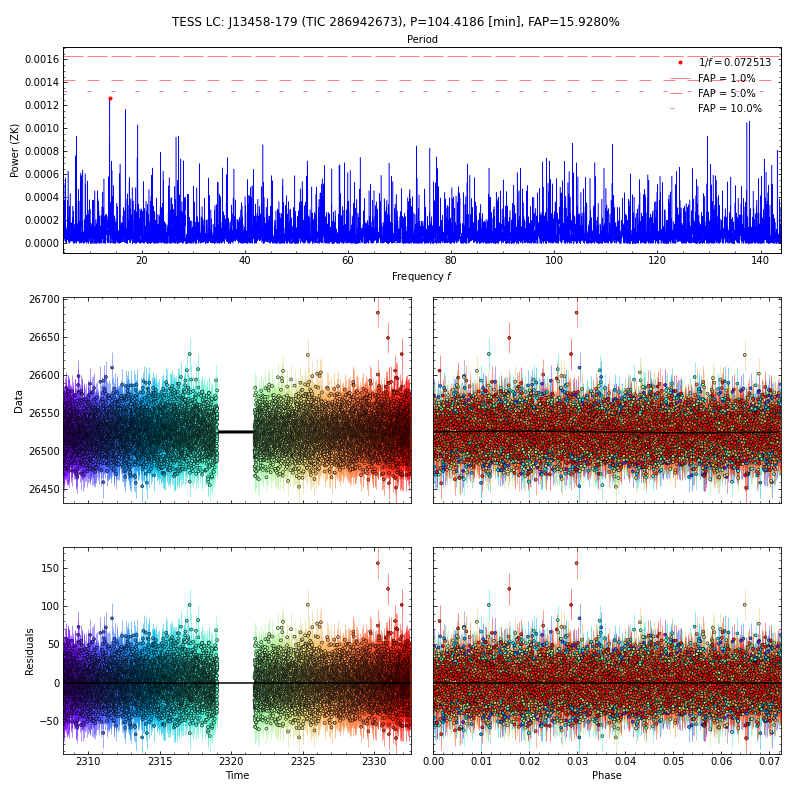 TESS LC: J13458-179 (TIC 286942673), P=104.4186 [min], FAP=15.9280%
Period
Power (ZK)
0.0016
0.0014
0.0012
0.0010
0.0008
0.0006
0.0004
0.0002
0.0000
1/f = 0.072513
FAP = 1.0%
FAP = 5.0%
FAP = 10.0%
20 40 60 80 100 120 140
Frequency f
Data
26700
26650
26600
26550
26500
26450
Residuals
150
100
50
0
−50
2310 2315 2320 2325 2330
Time
0.00 0.01 0.02 0.03 0.04 0.05 0.06 0.07
Phase